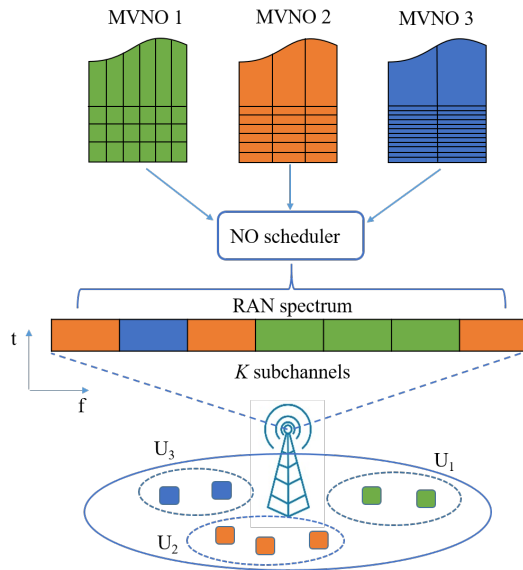 MVNO 1 MVNO 2 MVNO 3
NO scheduler
RAN spectrum
t
K subchannels
f
U3
U1
U2